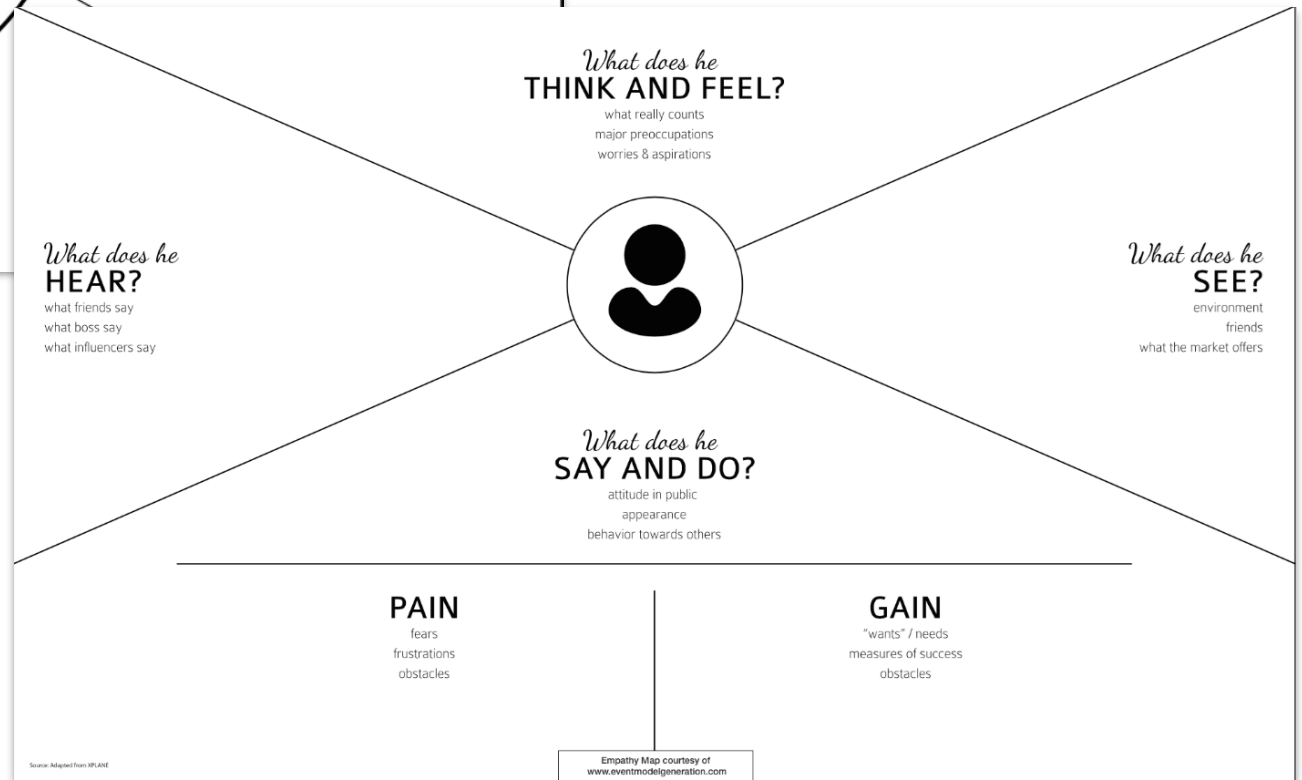 What does he
THINK AND FEEL?
what really counts
major preoccupations
worries & aspirations
What does he
HEAR?
what friends say
what boss say
what influencers say
What does he
SEE?
environment
friends
what the market offers
What does he
SAY AND DO?
attitude in public
appearance
behavior towards others
PAIN
fears
frustrations
obstacles
GAIN
"wants" / needs
measures of success
obstacles
Source: Adapted from XPLANE
Empathy Map courtesy of
www.eventmodelgeneration.com